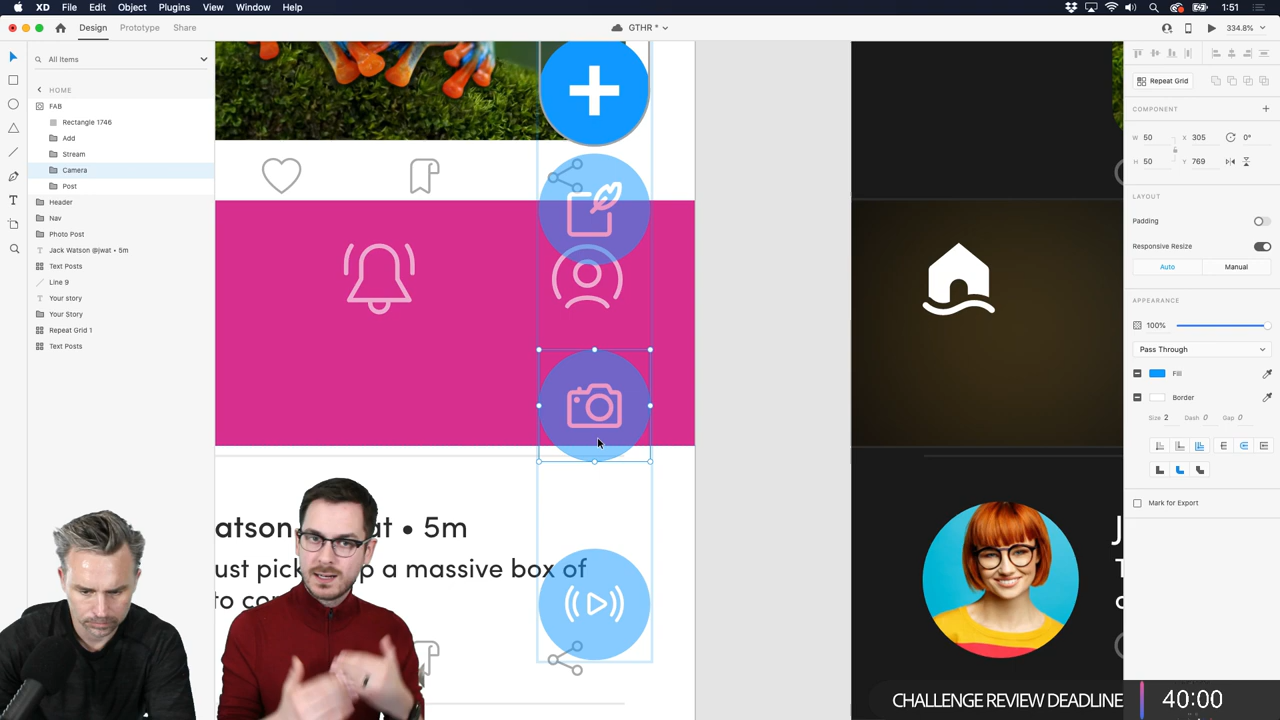 XD File Edit Object Plugins View Window Help
1:51
Design Prototype Share
GTHR *
334.8%
All Items
HOME
FAB
Rectangle 1746
Add
Stream
Camera
Post
Header
Nav
Photo Post
Jack Watson @jwat • 5m
Text Posts
Line 9
Your story
Your Story
Repeat Grid 1
Text Posts
atson at • 5m
ust pick p a massive box of
to co
J
T
c
CHALLENGE REVIEW DEADLINE
40:00
Repeat Grid
COMPONENT
W 50 X 305 0°
H 50 Y 769
LAYOUT
Padding
Responsive Resize
Auto Manual
APPEARANCE
100%
Pass Through
Fill
Border
Size 2 Dash 0 Gap 0
Mark for Export